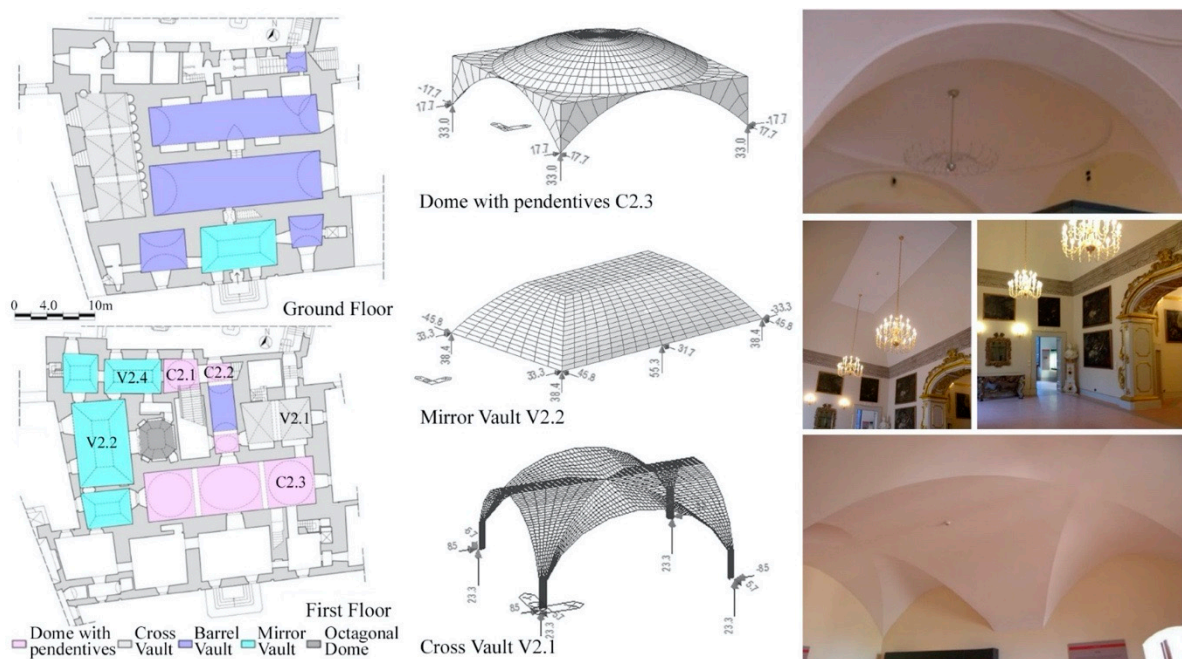 0 4.0 10m
Ground Floor
V2.4
C2.1
C2.2
V2.1
V2.2
C2.3
First Floor
Dome with pendentives
Cross Vault
Barrel Vault
Mirror Vault
Octagonal Dome
-17.7
17.7
33.0
17.7
-17.7
33.0
-17.7
-17.7
33.0
Dome with pendentives C2.3
-45.8
33.3
38.4
33.3
45.8
38.4
31.7
55.3
-33.3
-45.8
38.4
Mirror Vault V2.2
23.3
23.3
23.3
23.3
Cross Vault V2.1